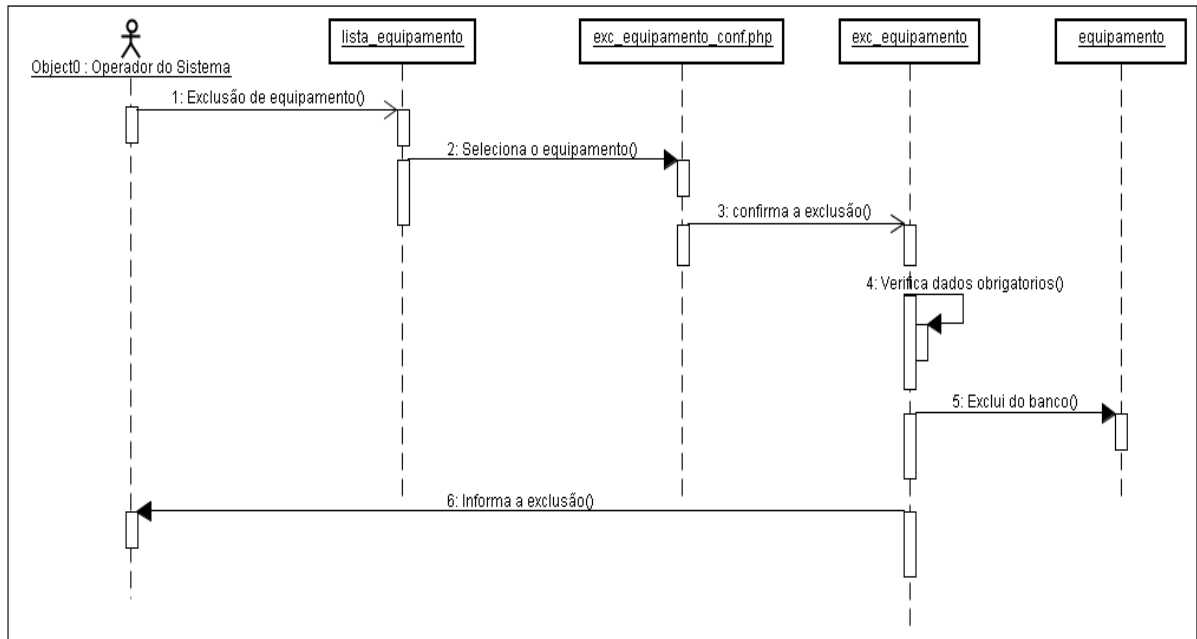 lista_equipamento
exc_equipamento_conf.php
exc_equipamento
equipamento
Object0 : Operador do Sistema
1: Exclusão de equipamento()
2: Seleciona o equipamento()
3: confirma a exclusão()
4: Verifica dados obrigatorios()
5: Exclui do banco()
6: Informa a exclusão()